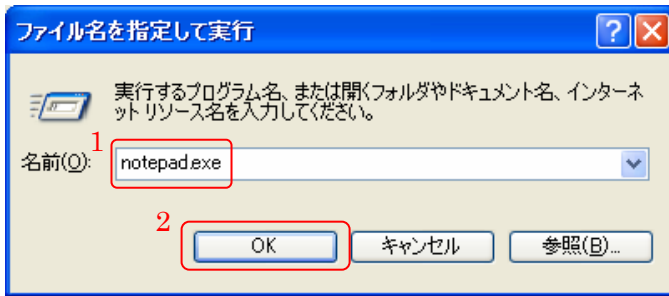 ファイル名を指定して実行
実行するプログラム名、または開くフォルダやドキュメント名、インターネ
ット リソース名を入力してください。
1
名前(O): notepad.exe
2
OK キャンセル 参照(B)...